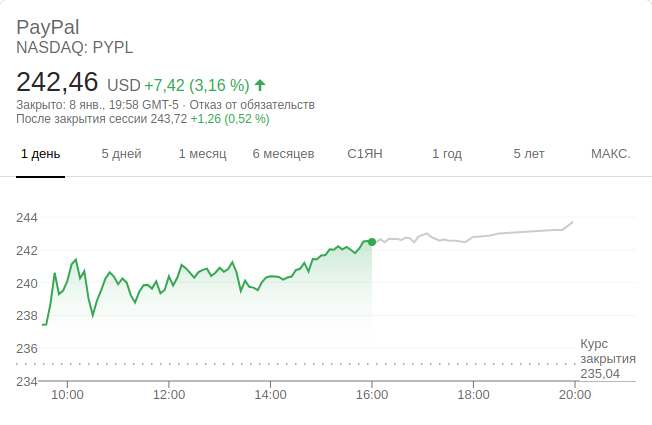 PayPal
NASDAQ: PYPL
242,46 USD +7,42 (3,16 %)
Закрыто: 8 янв., 19:58 GMT-5 · Отказ от обязательств
После закрытия сессии 243,72 +1,26 (0,52 %)
1 день 5 дней 1 месяц 6 месяцев С1ЯН 1 год 5 лет МАКС.
244
242
240
238
236
Курс
закрытия
235,04
234
10:00 12:00 14:00 16:00 18:00 20:00